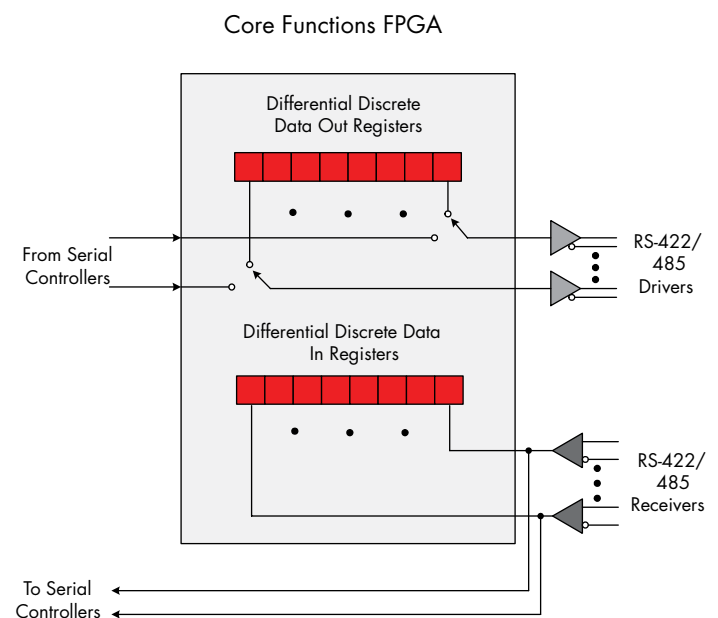 Core Functions FPGA
Differential Discrete
Data Out Registers
From Serial
Controllers
RS-422/
485
Drivers
Differential Discrete Data
In Registers
RS-422/
485
Receivers
To Serial
Controllers